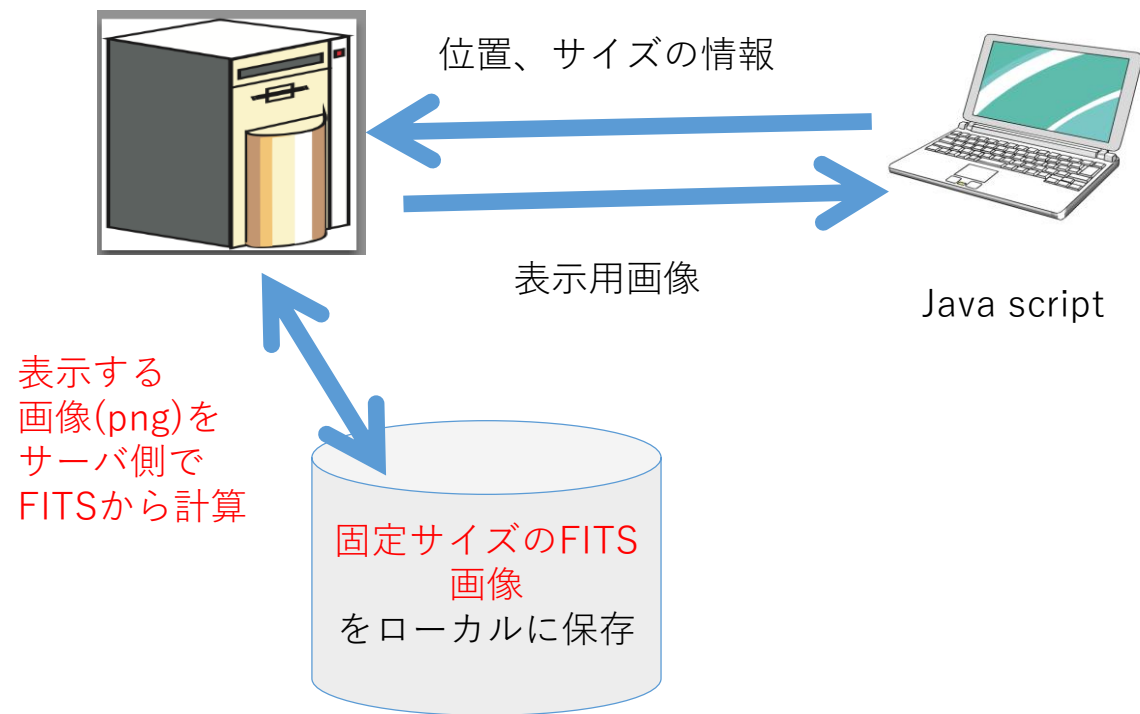 位置、サイズの情報
表示用画像
Java script
表示する
画像(png)を
サーバ側で
FITSから計算
固定サイズのFITS
画像
をローカルに保存